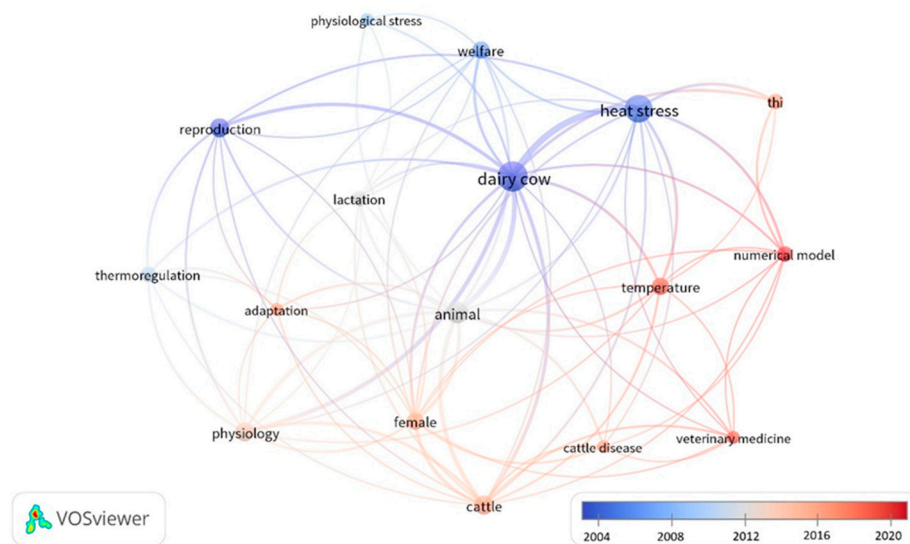 physiological stress
welfare
thi
heat stress
reproduction
dairy cow
lactation
numerical model
thermoregulation
temperature
adaptation
animal
female
physiology
veterinary medicine
cattle disease
cattle
VOSviewer
2004 2008 2012 2016 2020